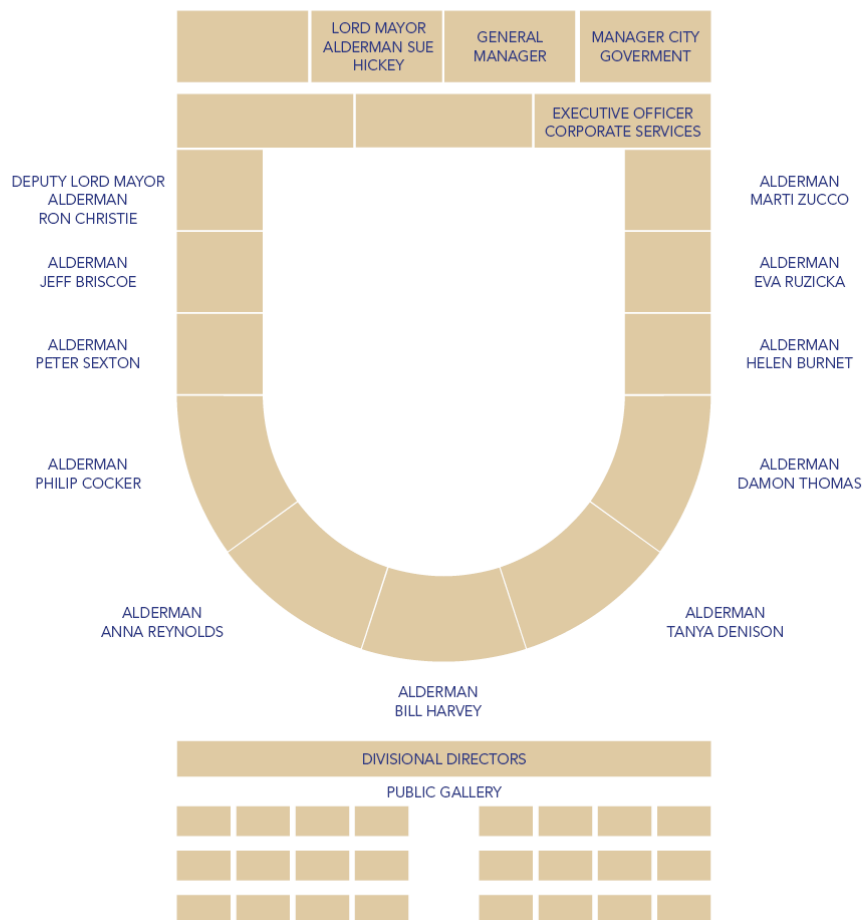 LORD MAYOR
ALDERMAN SUE
HICKEY
GENERAL
MANAGER
MANAGER CITY
GOVERMENT
EXECUTIVE OFFICER
CORPORATE SERVICES
DEPUTY LORD MAYOR
ALDERMAN
RON CHRISTIE
ALDERMAN
MARTI ZUCCO
ALDERMAN
JEFF BRISCOE
ALDERMAN
EVA RUZICKA
ALDERMAN
PETER SEXTON
ALDERMAN
HELEN BURNET
ALDERMAN
PHILIP COCKER
ALDERMAN
DAMON THOMAS
ALDERMAN
ANNA REYNOLDS
ALDERMAN
TANYA DENISON
ALDERMAN
BILL HARVEY
DIVISIONAL DIRECTORS
PUBLIC GALLERY